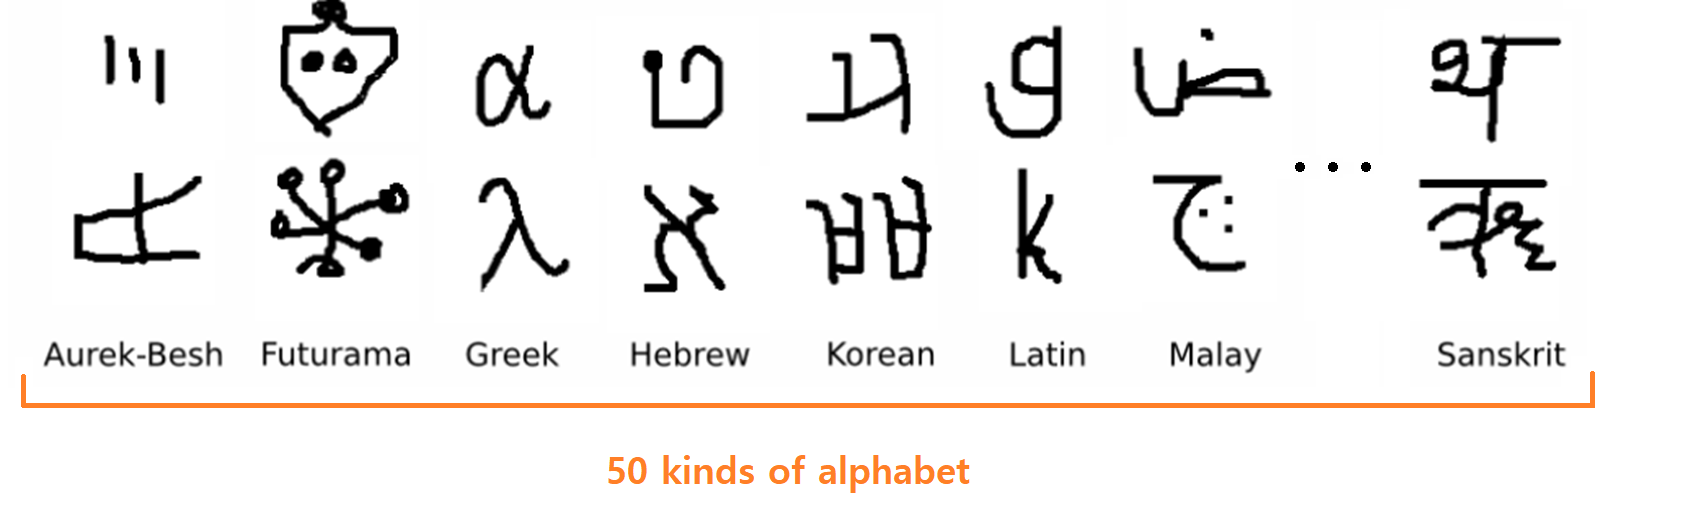 α ט g ض थ
λ א k
...
Aurek-Besh Futurama Greek Hebrew Korean Latin Malay Sanskrit
50 kinds of alphabet